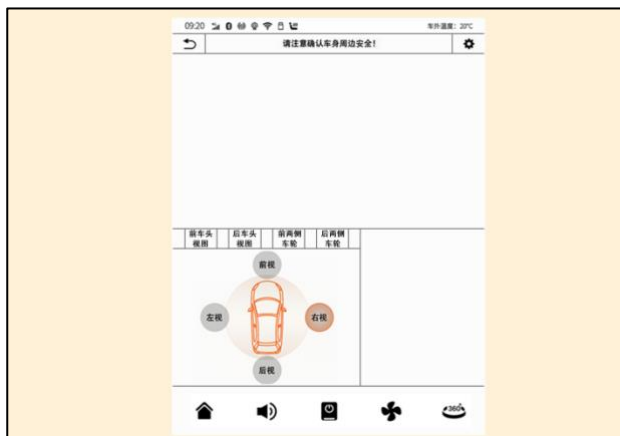 09:20
车外温度：20℃
请注意确认车身周边安全！
前车头
视图
后车头
视图
前两侧
车轮
后两侧
车轮
前视
左视
右视
后视
360